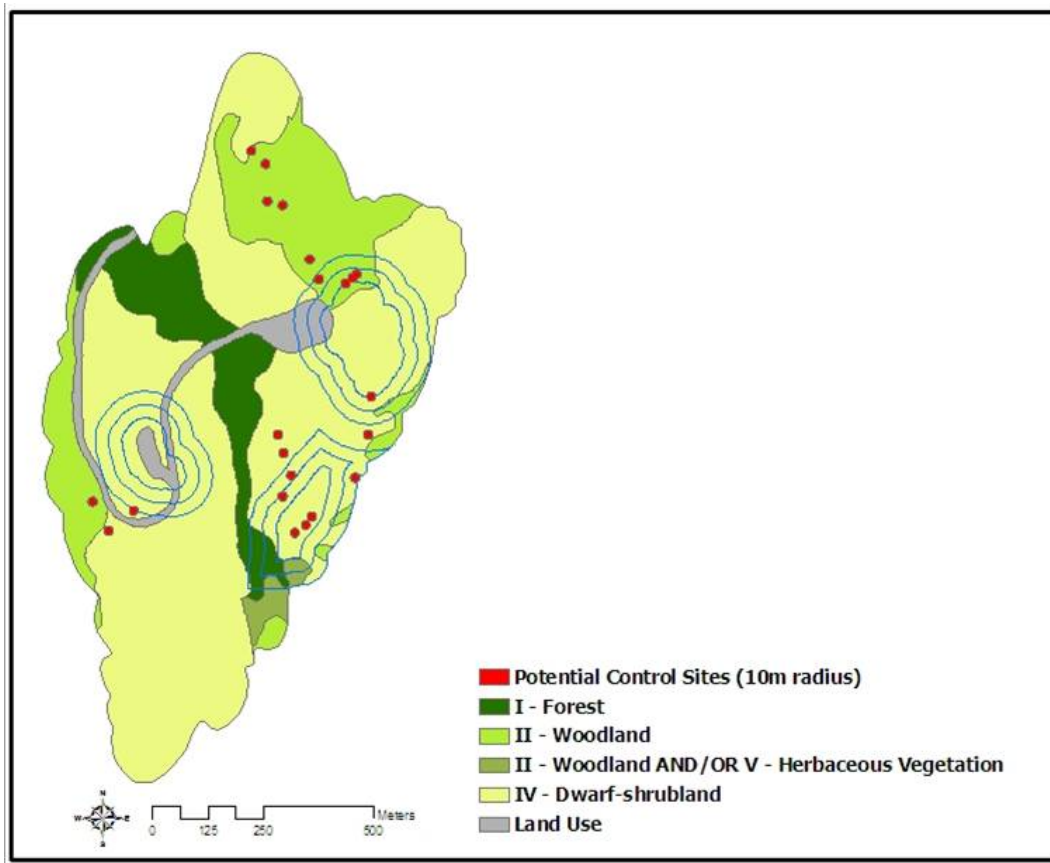 Potential Control Sites (10m radius)
I - Forest
II - Woodland
II - Woodland AND/OR V - Herbaceous Vegetation
IV - Dwarf-shrubland
Land Use
N
W E
S
Meters
0 125 250 500